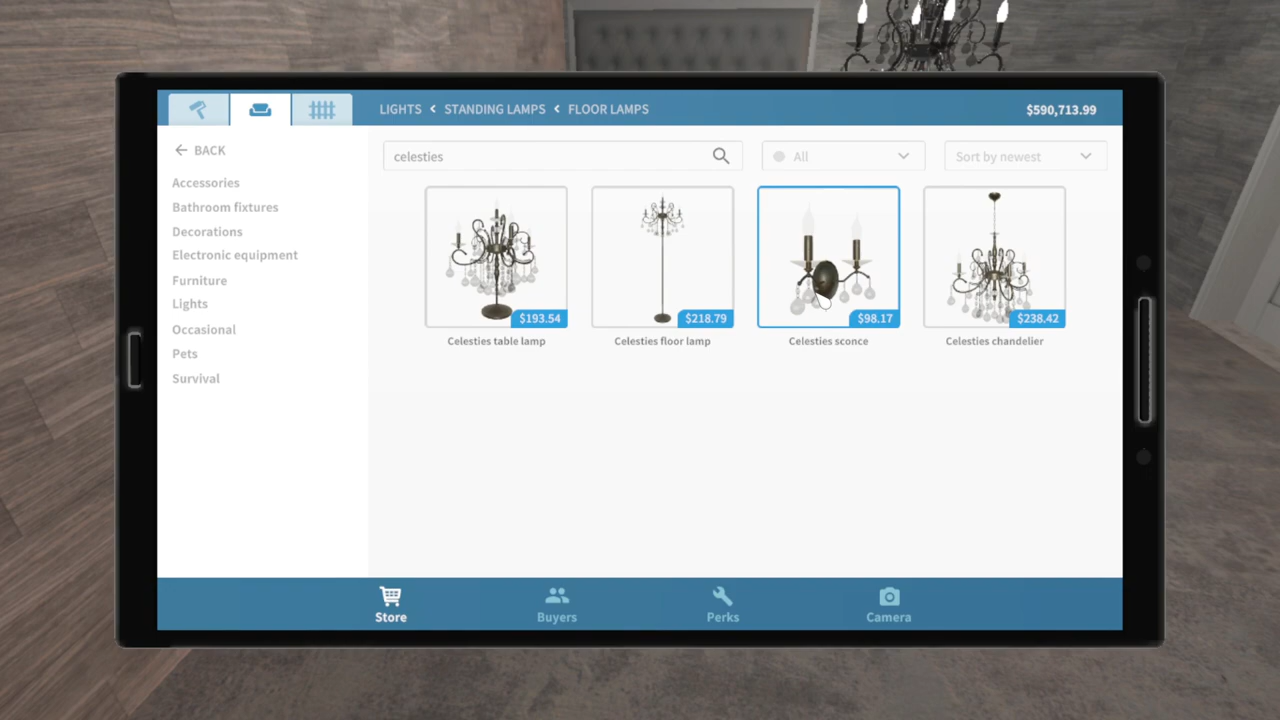 LIGHTS < STANDING LAMPS < FLOOR LAMPS
$590,713.99
BACK
Accessories
Bathroom fixtures
Decorations
Electronic equipment
Furniture
Lights
Occasional
Pets
Survival
celesties
All
Sort by newest
$193.54
$218.79
$98.17
$238.42
Celesties table lamp
Celesties floor lamp
Celesties sconce
Celesties chandelier
Store
Buyers
Perks
Camera